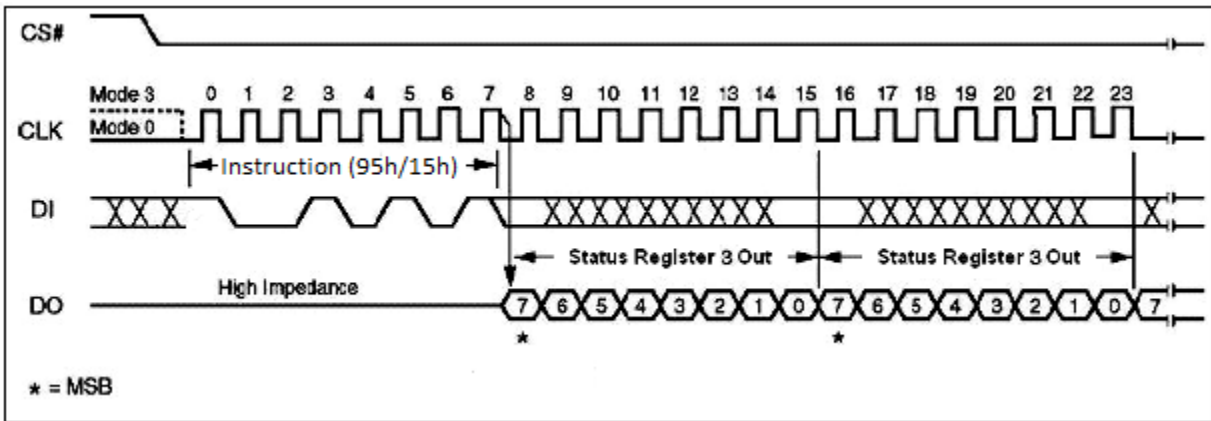 CS#
Mode 3
0 1 2 3 4 5 6 7 8 9 10 11 12 13 14 15 16 17 18 19 20 21 22 23
CLK
Mode 0
Instruction (95h/15h)
DI
Status Register 3 Out
Status Register 3 Out
High Impedance
DO
7 6 5 4 3 2 1 0 7 6 5 4 3 2 1 0 7
* *
* = MSB